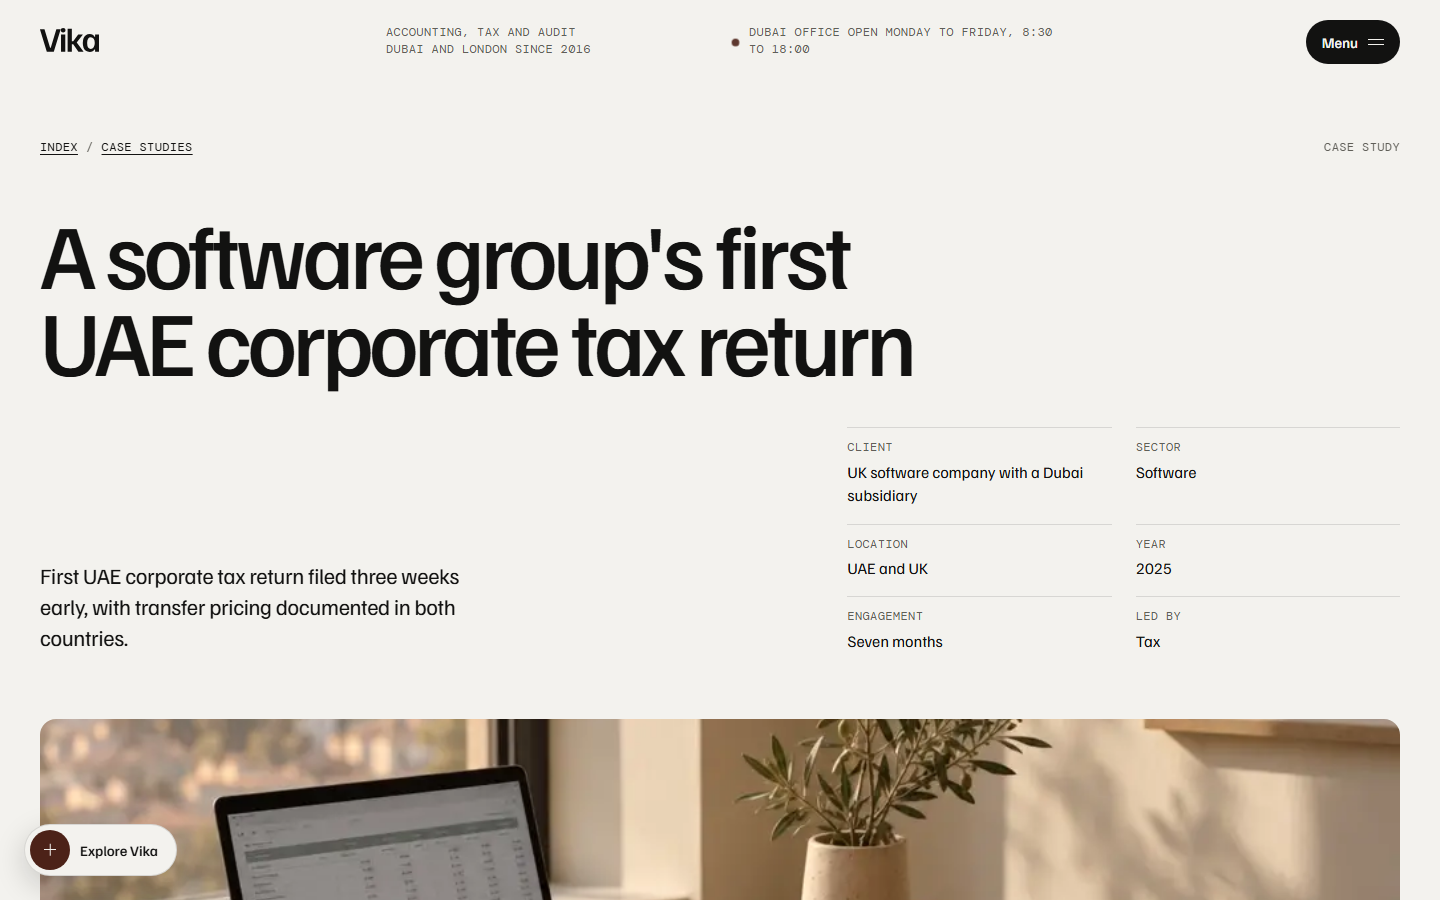 Vika
ACCOUNTING, TAX AND AUDIT
DUBAI AND LONDON SINCE 2016
DUBAI OFFICE OPEN MONDAY TO FRIDAY, 8:30
TO 18:00
Menu
INDEX / CASE STUDIES
CASE STUDY
A software group's first
UAE corporate tax return
CLIENT
UK software company with a Dubai
subsidiary
SECTOR
Software
LOCATION
UAE and UK
YEAR
2025
ENGAGEMENT
Seven months
LED BY
Tax
First UAE corporate tax return filed three weeks
early, with transfer pricing documented in both
countries.
Explore Vika